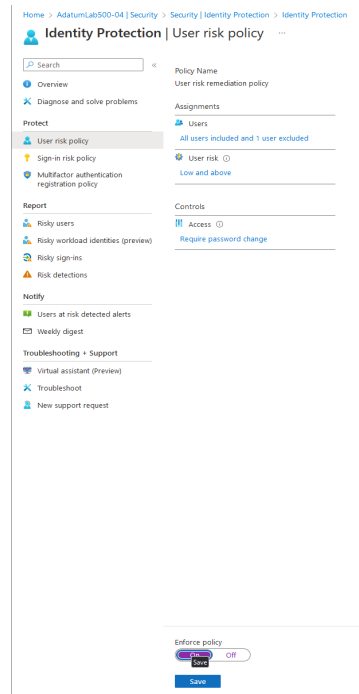 Home > AdatumLab500-04 | Security > Security | Identity Protection > Identity Protection
Identity Protection | User risk policy ...
Search «
Overview
Diagnose and solve problems
Protect
User risk policy
Sign-in risk policy
Multifactor authentication
registration policy
Report
Risky users
Risky workload identities (preview)
Risky sign-ins
Risk detections
Notify
Users at risk detected alerts
Weekly digest
Troubleshooting + Support
Virtual assistant (Preview)
Troubleshoot
New support request
Policy Name
User risk remediation policy
Assignments
Users
All users included and 1 user excluded
User risk
Low and above
Controls
Access
Require password change
Enforce policy
On Off
Save
Save